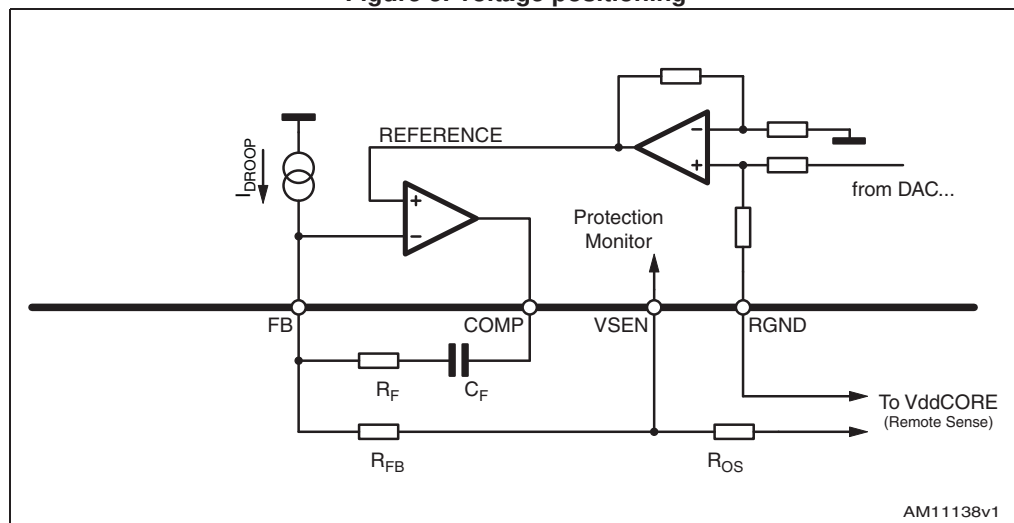 Figure 8. Voltage positioning
REFERENCE
IDROOP
+
−
−
+
from DAC...
Protection
Monitor
FB
COMP
VSEN
RGND
RF
CF
To VddCORE
(Remote Sense)
RFB
ROS
AM11138v1